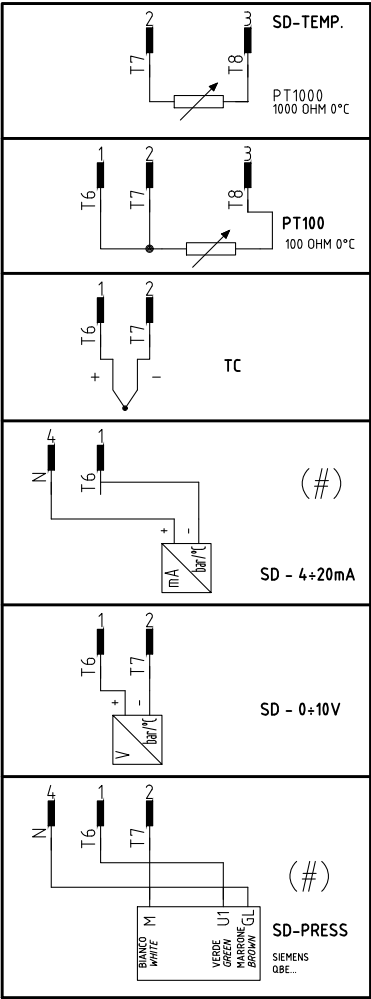 2 3 SD-TEMP.
T7 T8
PT1000
1000 OHM 0°C
1 2 3
T6 T7 T8
PT100
100 OHM 0°C
1 2
T6 T7
+ -
TC
4 1
N T6
(#)
+ -
mA bar/°C
SD - 4÷20mA
1 2
T6 T7
+ -
V bar/°C
SD - 0÷10V
4 1 2
N T6 T7
(#)
M U1 GL
BIANCO
WHITE
VERDE
GREEN
MARRONE
BROWN
SD-PRESS
SIEMENS
QBE...